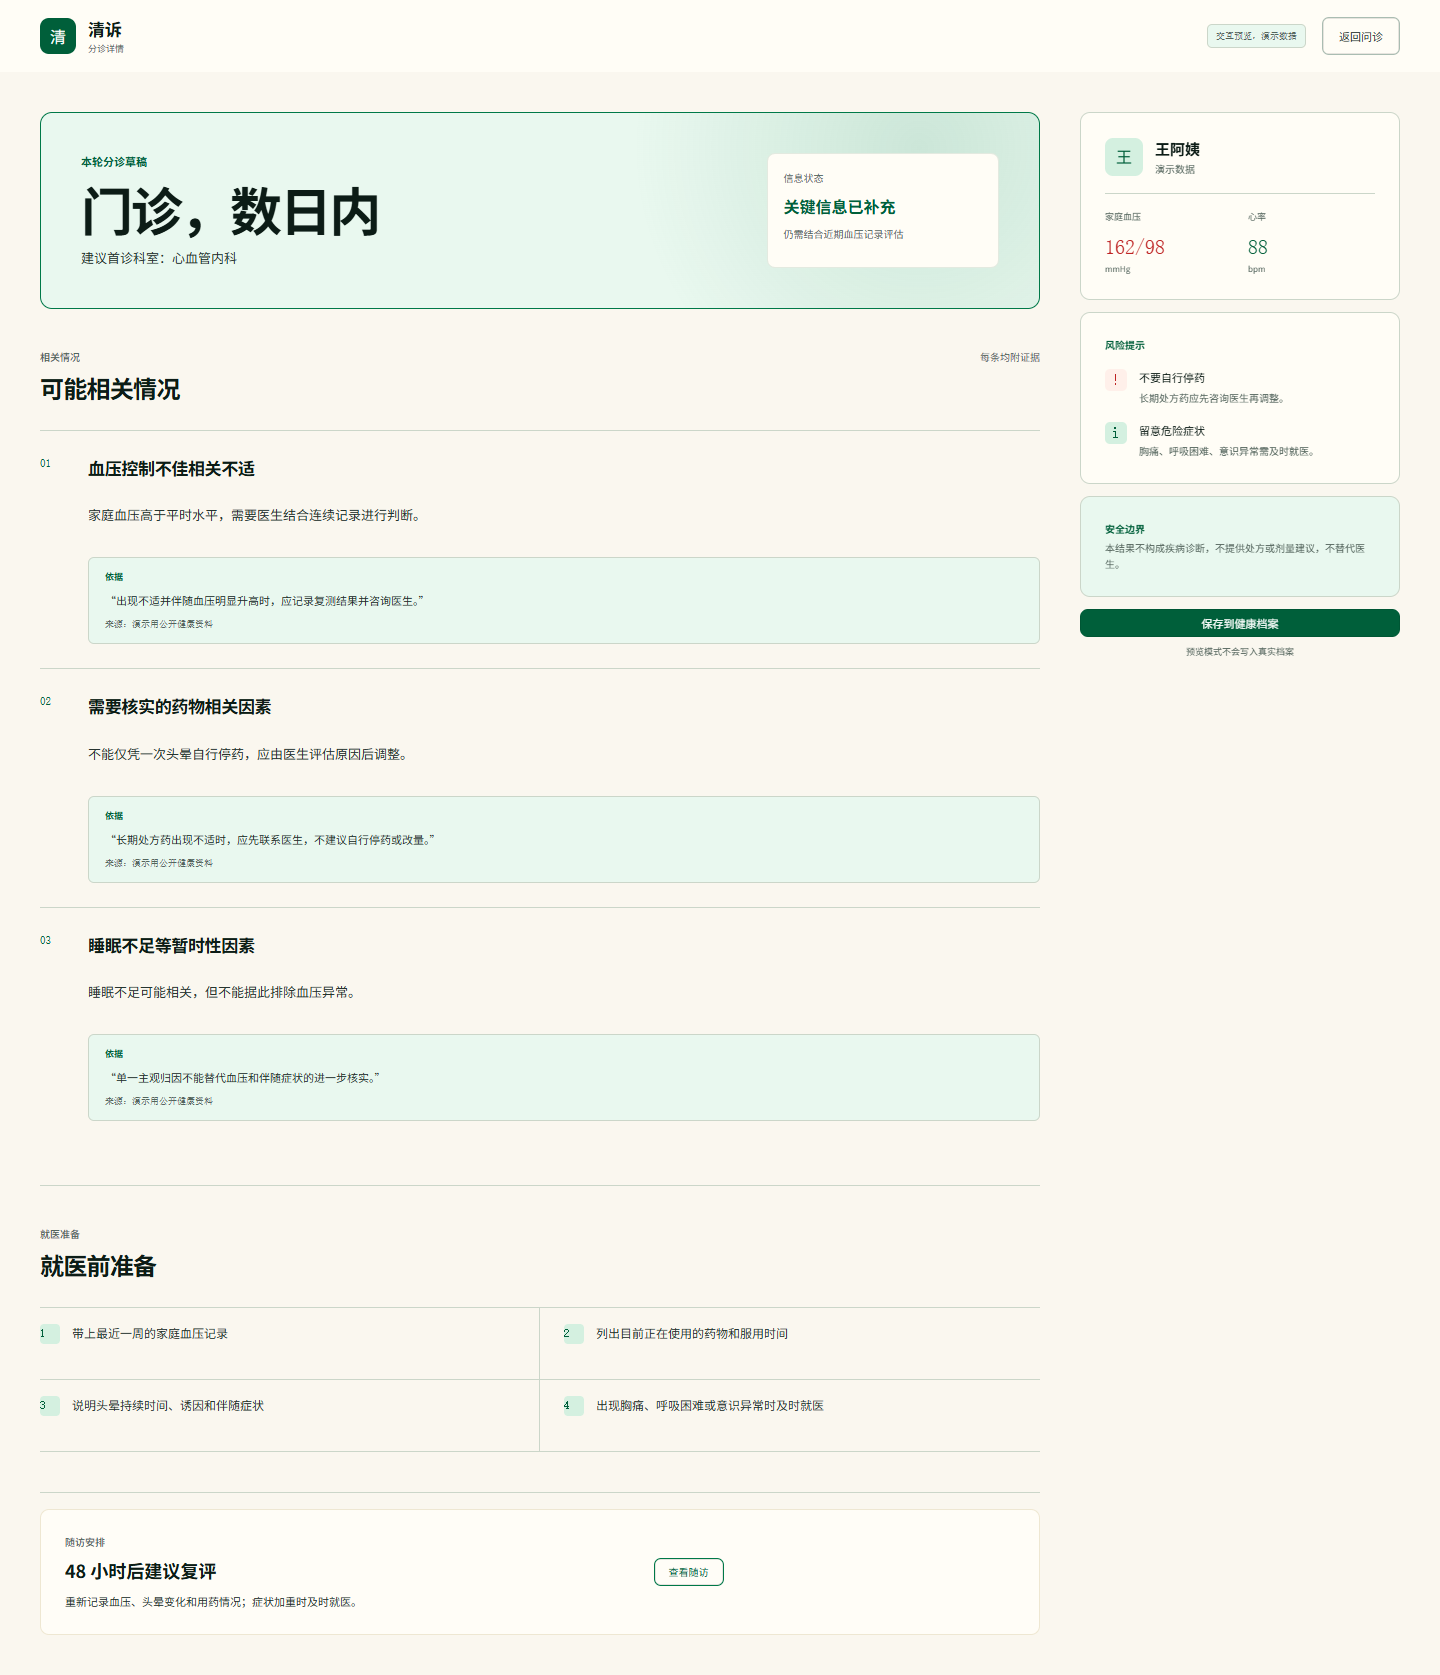 清
清诉
分诊详情
交互预览，演示数据
返回问诊
本轮分诊草稿
门诊，数日内
建议首诊科室：心血管内科
信息状态
关键信息已补充
仍需结合近期血压记录评估
王
王阿姨
演示数据
家庭血压
心率
162/98
88
mmHg
bpm
风险提示
!
不要自行停药
长期处方药应先咨询医生再调整。
i
留意危险症状
胸痛、呼吸困难、意识异常需及时就医。
安全边界
本结果不构成疾病诊断，不提供处方或剂量建议，不替代医
生。
保存到健康档案
预览模式不会写入真实档案
相关情况
每条均附证据
可能相关情况
01
血压控制不佳相关不适
家庭血压高于平时水平，需要医生结合连续记录进行判断。
依据
“出现不适并伴随血压明显升高时，应记录复测结果并咨询医生。”
来源：演示用公开健康资料
02
需要核实的药物相关因素
不能仅凭一次头晕自行停药，应由医生评估原因后调整。
依据
“长期处方药出现不适时，应先联系医生，不建议自行停药或改量。”
来源：演示用公开健康资料
03
睡眠不足等暂时性因素
睡眠不足可能相关，但不能据此排除血压异常。
依据
“单一主观归因不能替代血压和伴随症状的进一步核实。”
来源：演示用公开健康资料
就医准备
就医前准备
1
带上最近一周的家庭血压记录
2
列出目前正在使用的药物和服用时间
3
说明头晕持续时间、诱因和伴随症状
4
出现胸痛、呼吸困难或意识异常时及时就医
随访安排
48 小时后建议复评
重新记录血压、头晕变化和用药情况；症状加重时及时就医。
查看随访